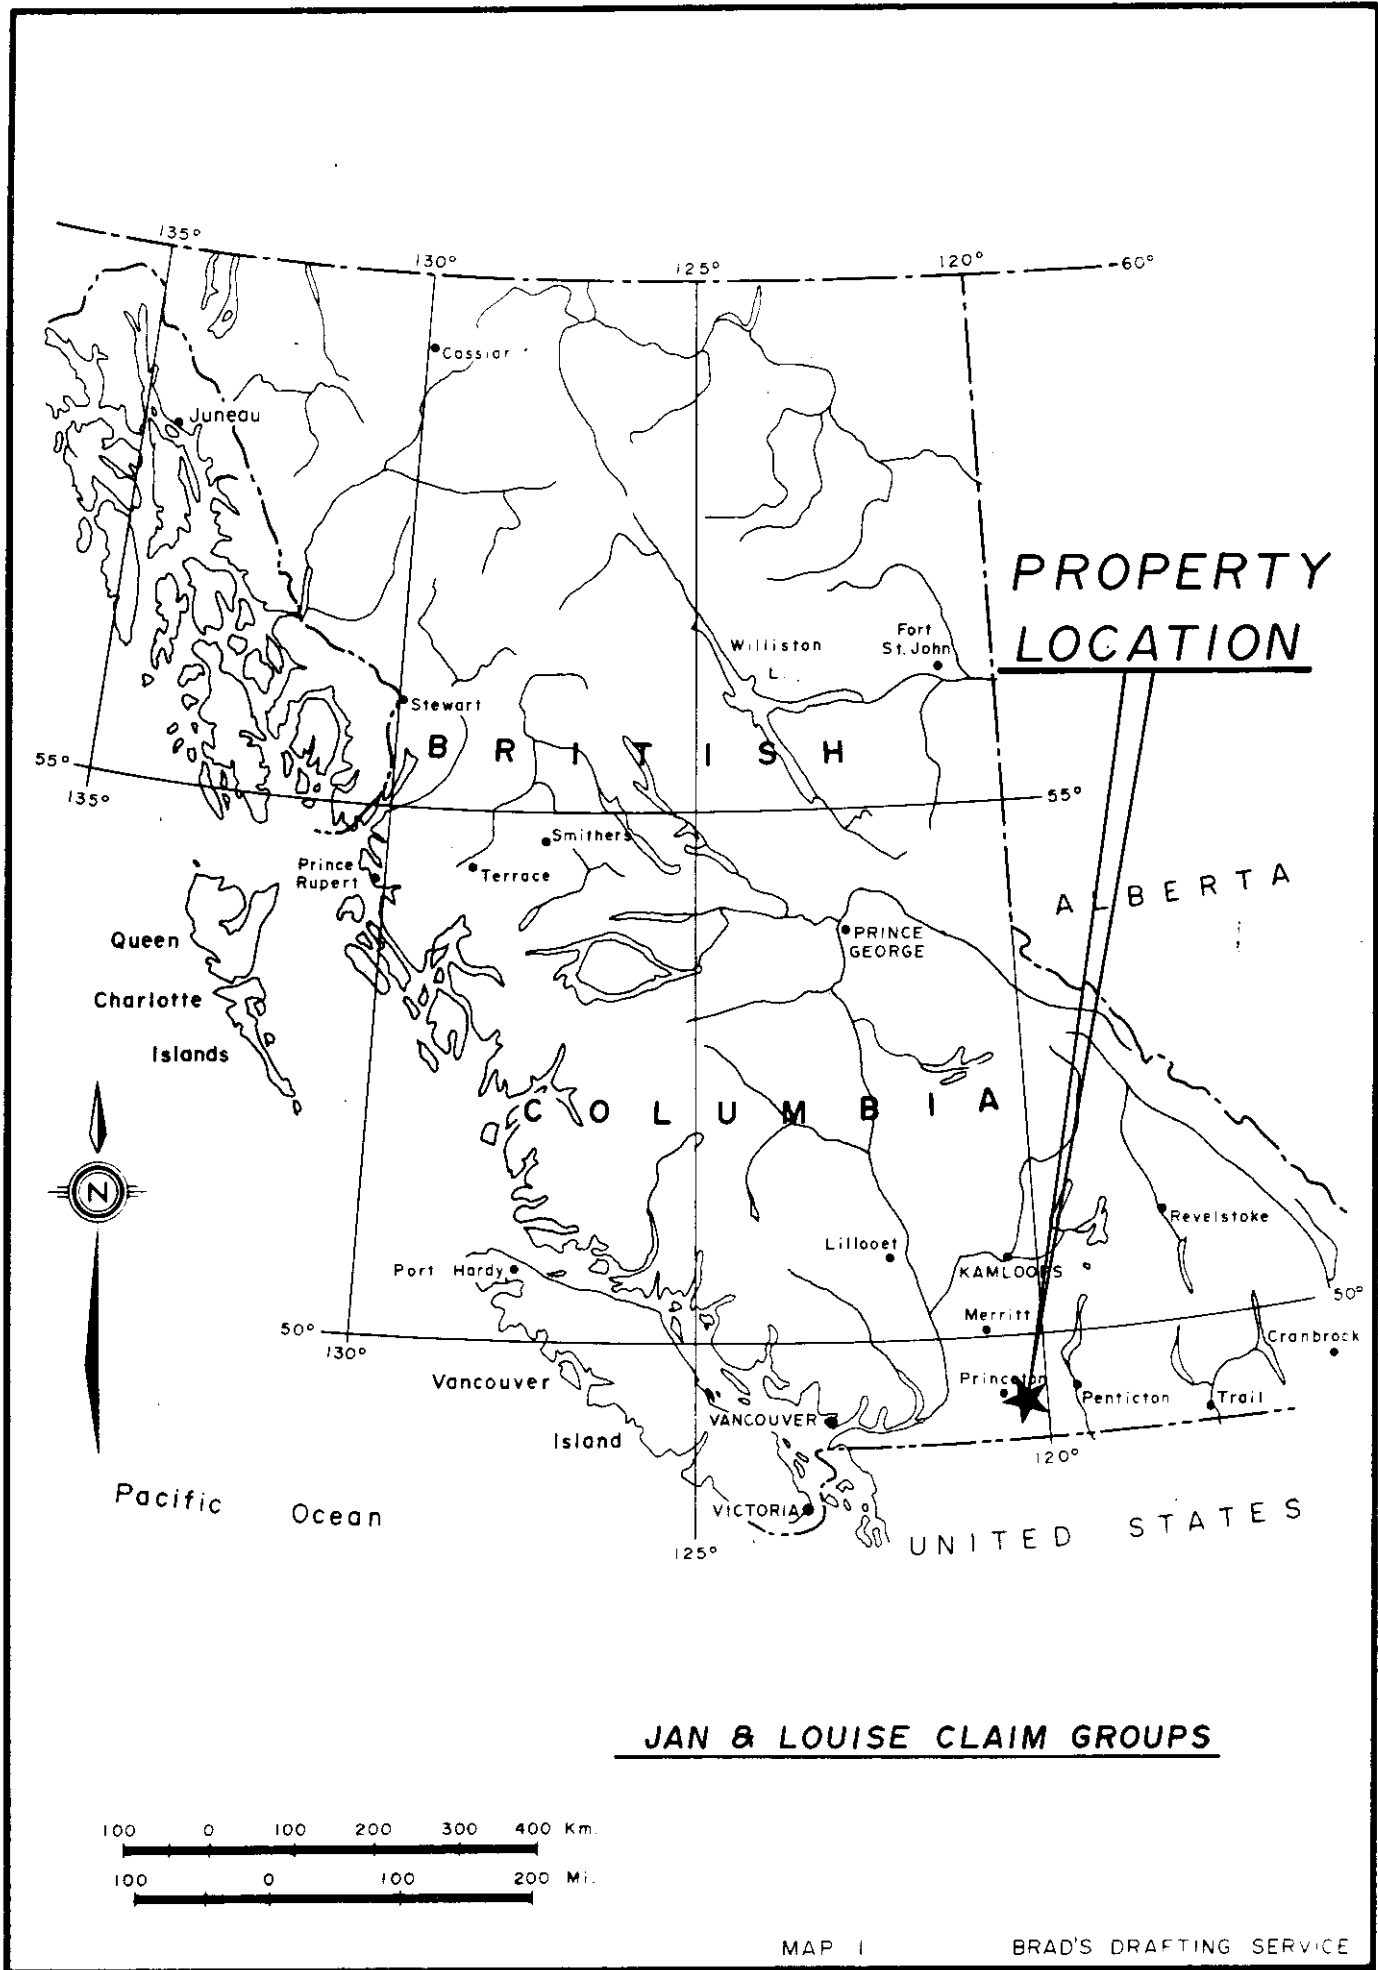 135°
130°
125°
120°
60°
Cassiar
Juneau
PROPERTY
LOCATION
Williston
L.
Fort
St. John
Stewart
BRITISH
55°
135°
55°
Smithers
Terrace
Prince
Rupert
ALBERTA
PRINCE
GEORGE
Queen
Charlotte
Islands
COLUMBIA
N
Revelstoke
Lillooet
KAMLOOPS
Port Hardy
50°
Merritt
50°
130°
Cranbrook
Vancouver
Island
Princeton
Penticton
Trail
VANCOUVER
120°
Pacific Ocean
VICTORIA
UNITED STATES
125°
JAN & LOUISE CLAIM GROUPS
100 0 100 200 300 400 Km.
100 0 100 200 Mi.
MAP 1
BRAD'S DRAFTING SERVICE